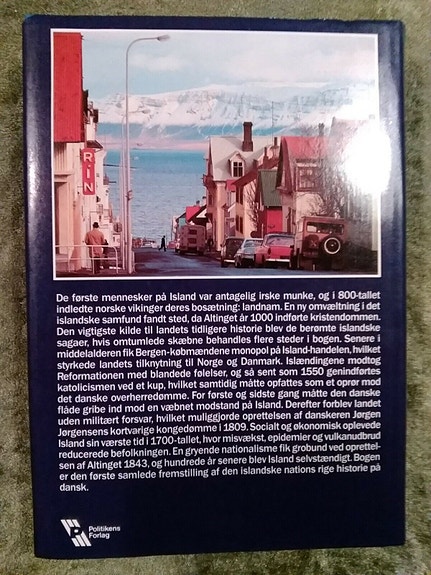 RIN
De første mennesker på Island var antagelig irske munke, og i 800-tallet
indledte norske vikinger deres bosætning: landnam. En ny omvæltning i det
islandske samfund fandt sted, da Altinget år 1000 indførte kristendommen.
Den vigtigste kilde til landets tidligere historie blev de berømte islandske
sagaer, hvis omtumlede skæbne behandles flere steder i bogen. Senere i
middelalderen fik Bergen-købmændene monopol på Island-handelen, hvilket
styrkede landets tilknytning til Norge og Danmark. Islændingene modtog
Reformationen med blandede følelser, og så sent som 1550 genindførtes
katolicismen ved et kup, hvilket samtidig måtte opfattes som et oprør mod
det danske overherredømme. For første og sidste gang måtte den danske
flåde gribe ind mod en væbnet modstand på Island. Derefter forblev landet
uden militært forsvar, hvilket muliggjorde oprettelsen af danskeren Jørgen
Jørgensens kortvarige kongedømme i 1809. Socialt og økonomisk oplevede
Island sin værste tid i 1700-tallet, hvor misvækst, epidemier og vulkanudbrud
reducerede befolkningen. En gryende nationalisme fik grobund ved oprettel-
sen af Altinget 1843, og hundrede år senere blev Island selvstændigt. Bogen
er den første samlede fremstilling af den islandske nations rige historie på
dansk.
Politikens
Forlag